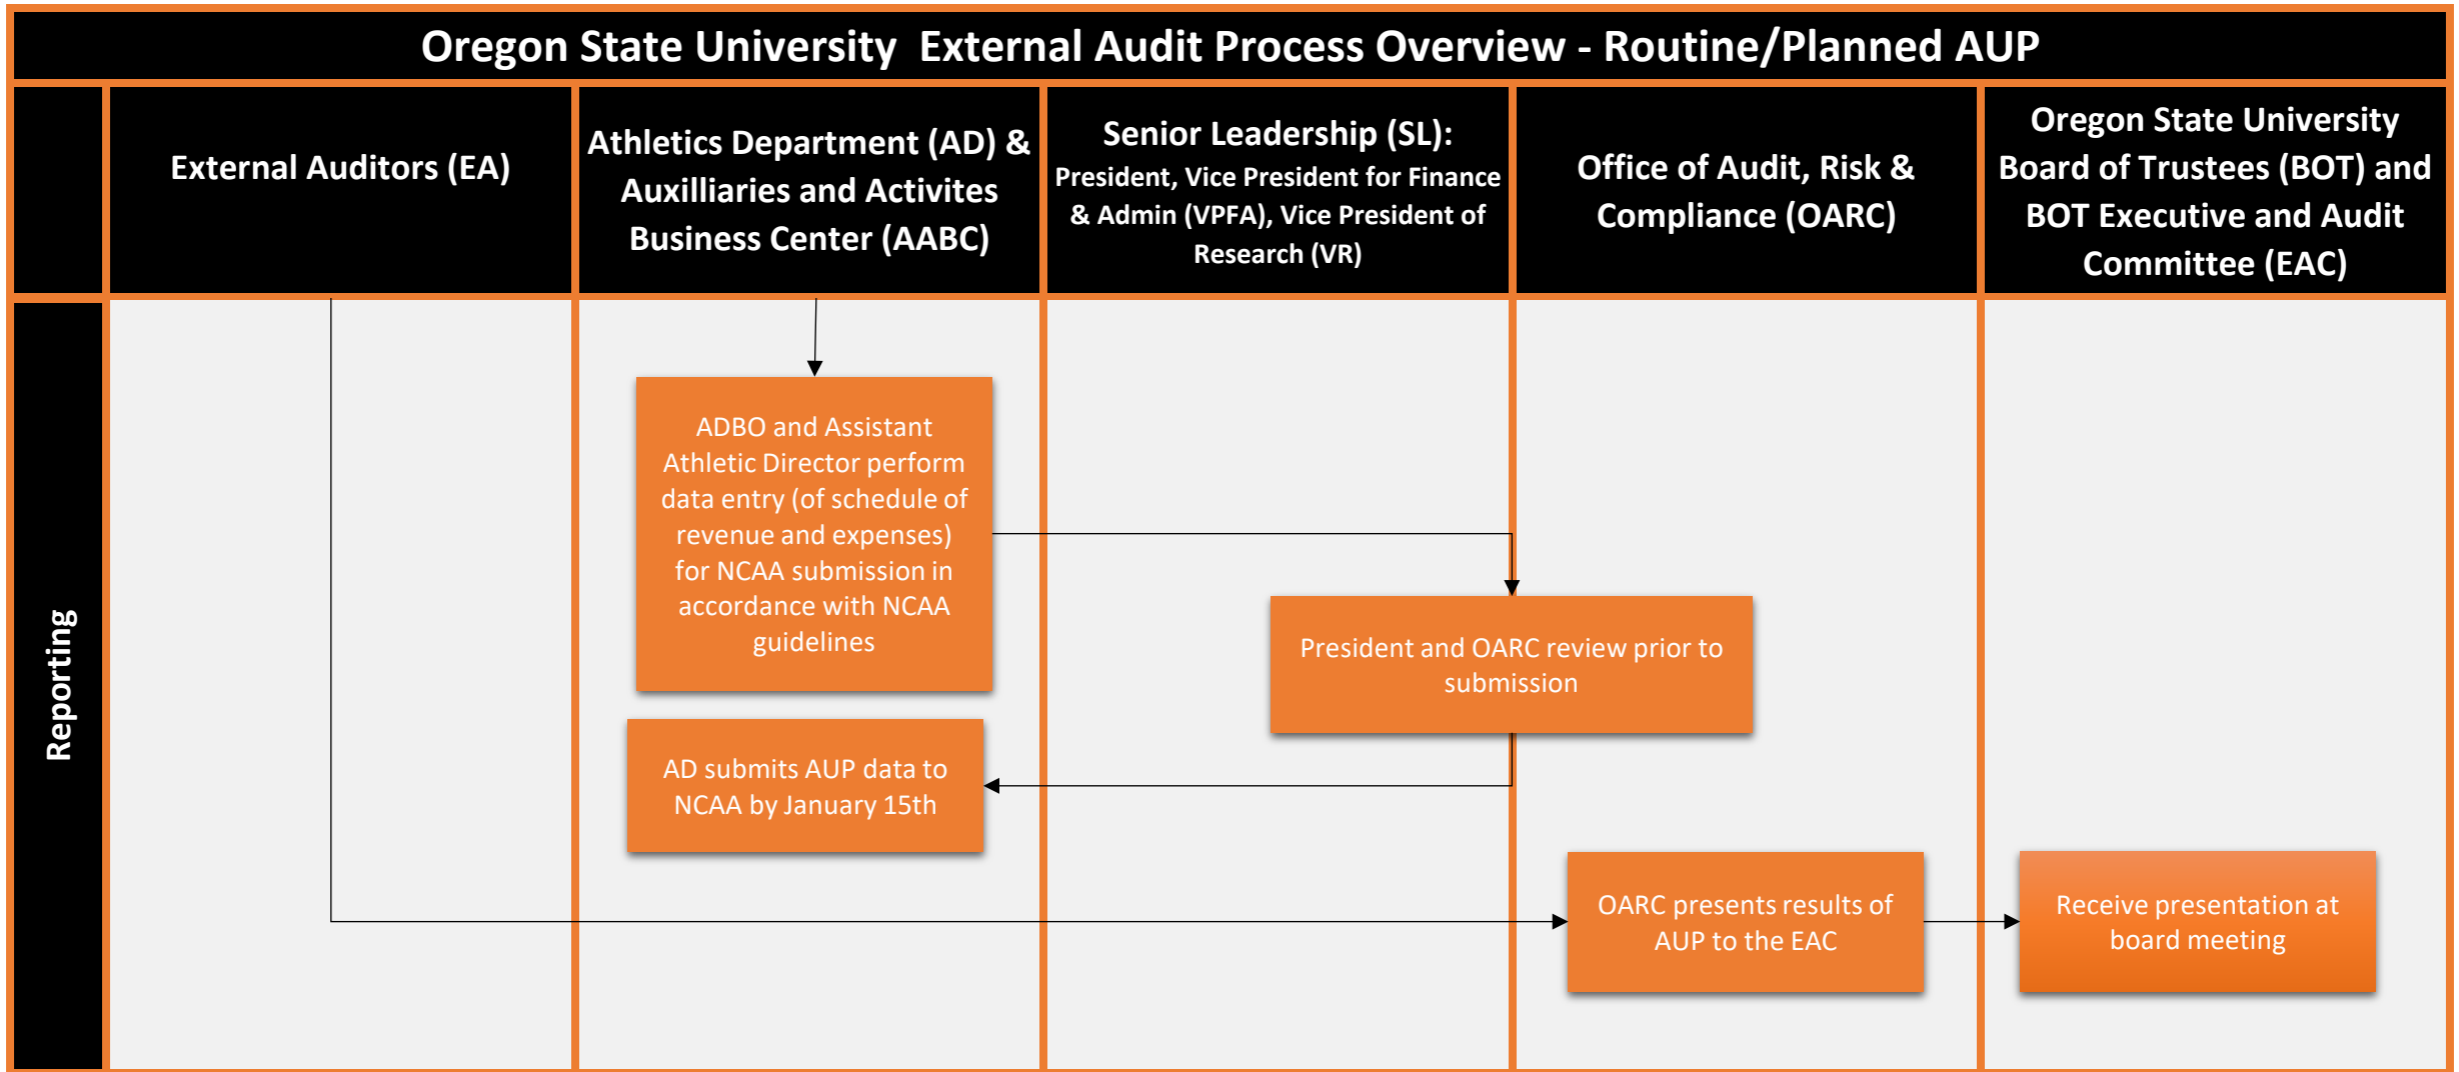 Oregon State University  External Audit Process Overview - Routine/Planned AUP
External Auditors (EA)
Athletics Department (AD) &
Auxilliaries and Activites
Business Center (AABC)
Senior Leadership (SL):
President, Vice President for Finance
& Admin (VPFA), Vice President of
Research (VR)
Office of Audit, Risk &
Compliance (OARC)
Oregon State University
Board of Trustees (BOT) and
BOT Executive and Audit
Committee (EAC)
Reporting
ADBO and Assistant
Athletic Director perform
data entry (of schedule of
revenue and expenses)
for NCAA submission in
accordance with NCAA
guidelines
President and OARC review prior to
submission
AD submits AUP data to
NCAA by January 15th
OARC presents results of
AUP to the EAC
Receive presentation at
board meeting